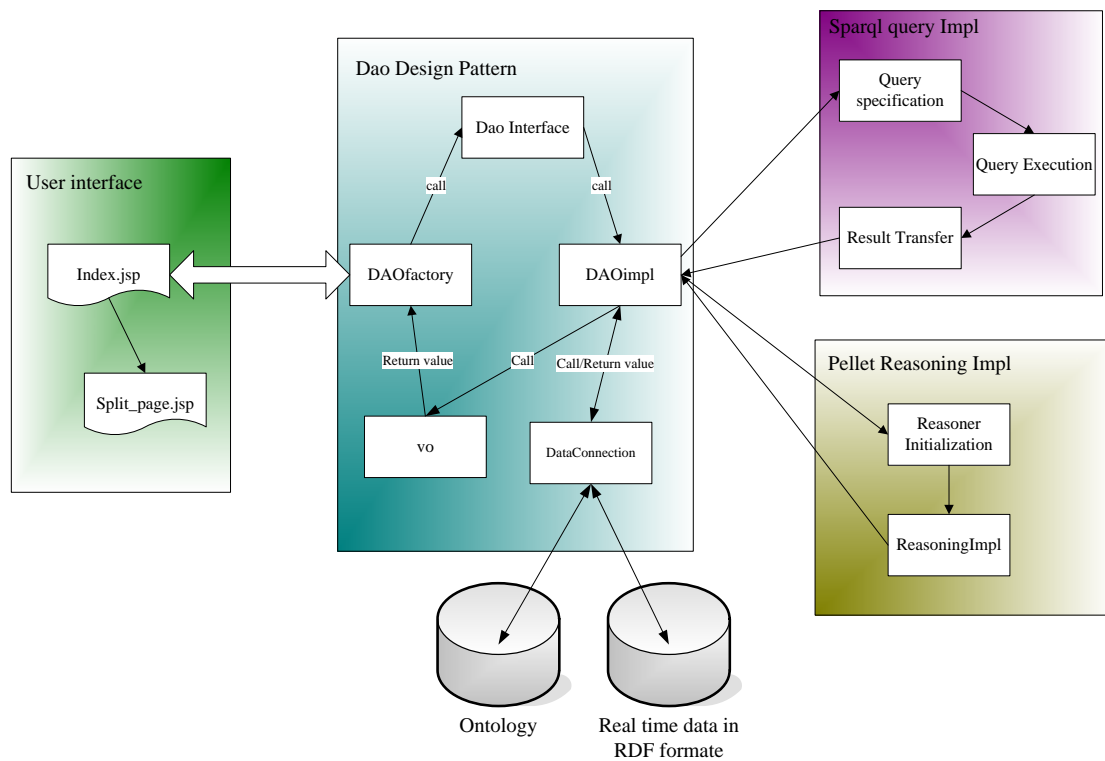 User interface
Index.jsp
Split_page.jsp
Dao Design Pattern
Dao Interface
call
call
DAOfactory
DAOimpl
Return value
Call
Call/Return value
vo
DataConnection
Ontology
Real time data in
RDF formate
Sparql query Impl
Query
specification
Query Execution
Result Transfer
Pellet Reasoning Impl
Reasoner
Initialization
ReasoningImpl